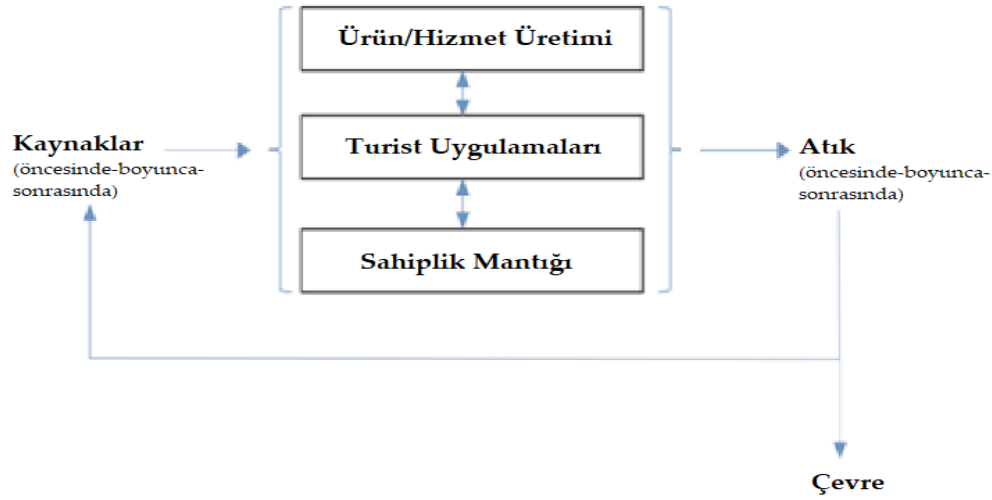 Ürün/Hizmet Üretimi
Kaynaklar
(öncesinde-boyunca-
sonrasında)
Turist Uygulamaları
Atık
(öncesinde-boyunca-
sonrasında)
Sahiplik Mantığı
Çevre